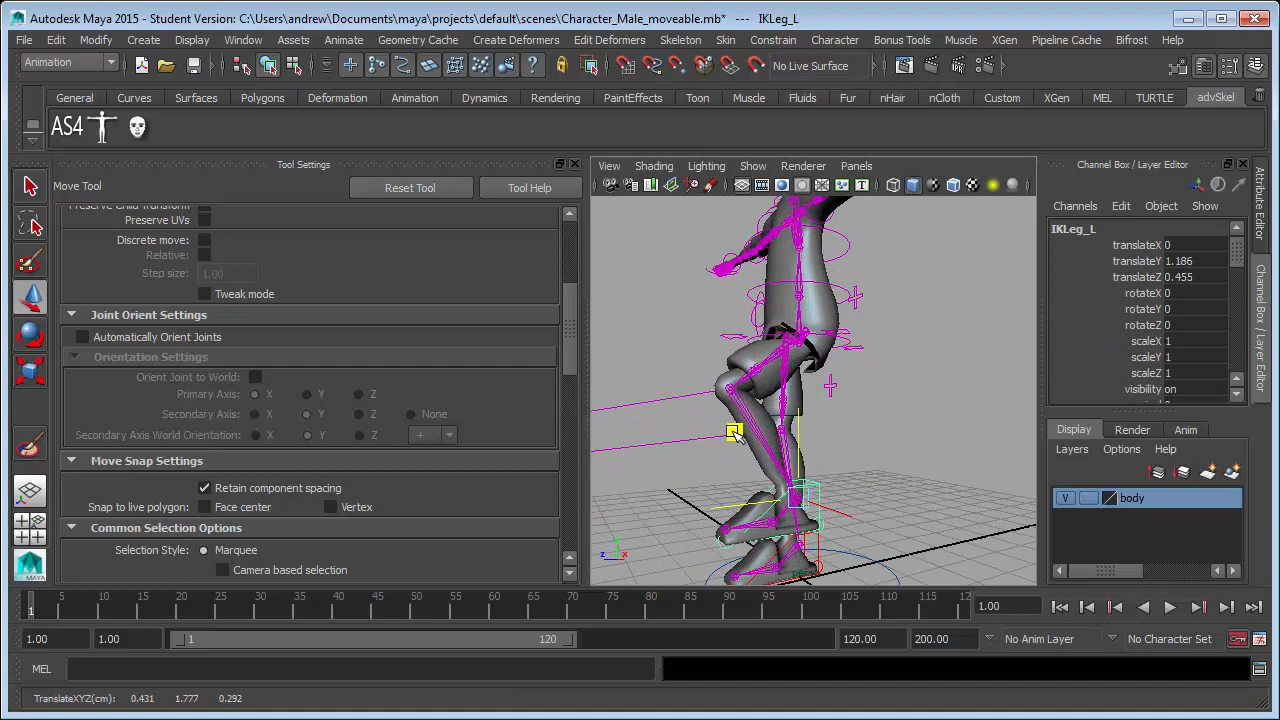 Autodesk Maya 2015 - Student Version: C:\Users\andrew\Documents\maya\projects\default\scenes\Character_Male_moveable.mb* --- IKLeg_L
File Edit Modify Create Display Window Assets Animate Geometry Cache Create Deformers Edit Deformers Skeleton Skin Constrain Character Bonus Tools Muscle XGen Pipeline Cache Bifrost Help
Animation
No Live Surface
General Curves Surfaces Polygons Deformation Animation Dynamics Rendering PaintEffects Toon Muscle Fluids Fur nHair nCloth Custom XGen MEL TURTLE advSkel
AS4
Tool Settings
Move Tool
Reset Tool
Tool Help
Preserve Child Transform
Preserve UVs
Discrete move:
Relative:
Step size: 1.00
Tweak mode
Joint Orient Settings
Automatically Orient Joints
Orientation Settings
Orient Joint to World:
Primary Axis X Y Z
Secondary Axis: X Y Z None
Secondary Axis World Orientation: X Y Z +
Move Snap Settings
Retain component spacing
Snap to live polygon: Face center Vertex
Common Selection Options
Selection Style: Marquee
Camera based selection
MAYA
View Shading Lighting Show Renderer Panels
T
y
z x
Channel Box / Layer Editor
Channels Edit Object Show
IKLeg_L
translateX 0
translateY 1.186
translateZ 0.455
rotateX 0
rotateY 0
rotateZ 0
scaleX 1
scaleY 1
scaleZ 1
visibility on
Display Render Anim
Layers Options Help
V body
Attribute Editor
Channel Box / Layer Editor
1 5 10 15 20 25 30 35 40 45 50 55 60 65 70 75 80 85 90 95 100 105 110 115 12
1.00
1.00 1.00 1 120 120.00 200.00 No Anim Layer No Character Set
MEL
TranslateXYZ(cm): 0.431 1.777 0.292